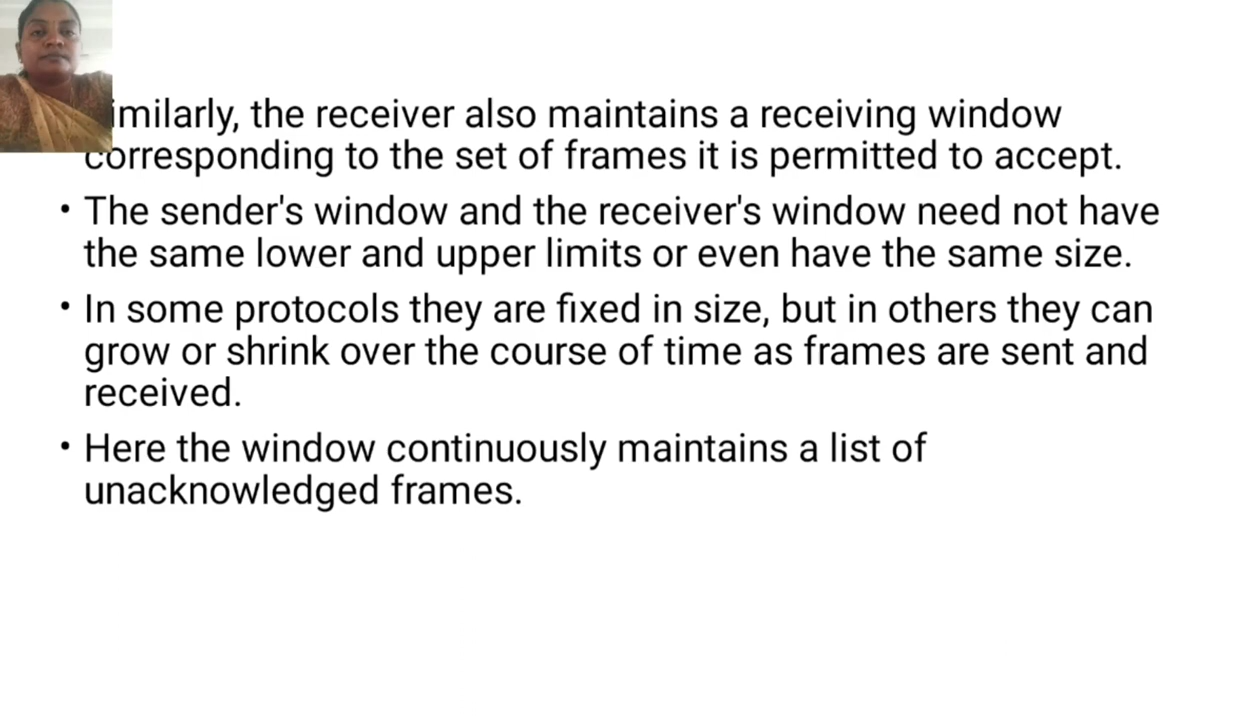 imilarly, the receiver also maintains a receiving window
corresponding to the set of frames it is permitted to accept.
• The sender's window and the receiver's window need not have
the same lower and upper limits or even have the same size.
• In some protocols they are fixed in size, but in others they can
grow or shrink over the course of time as frames are sent and
received.
• Here the window continuously maintains a list of
unacknowledged frames.